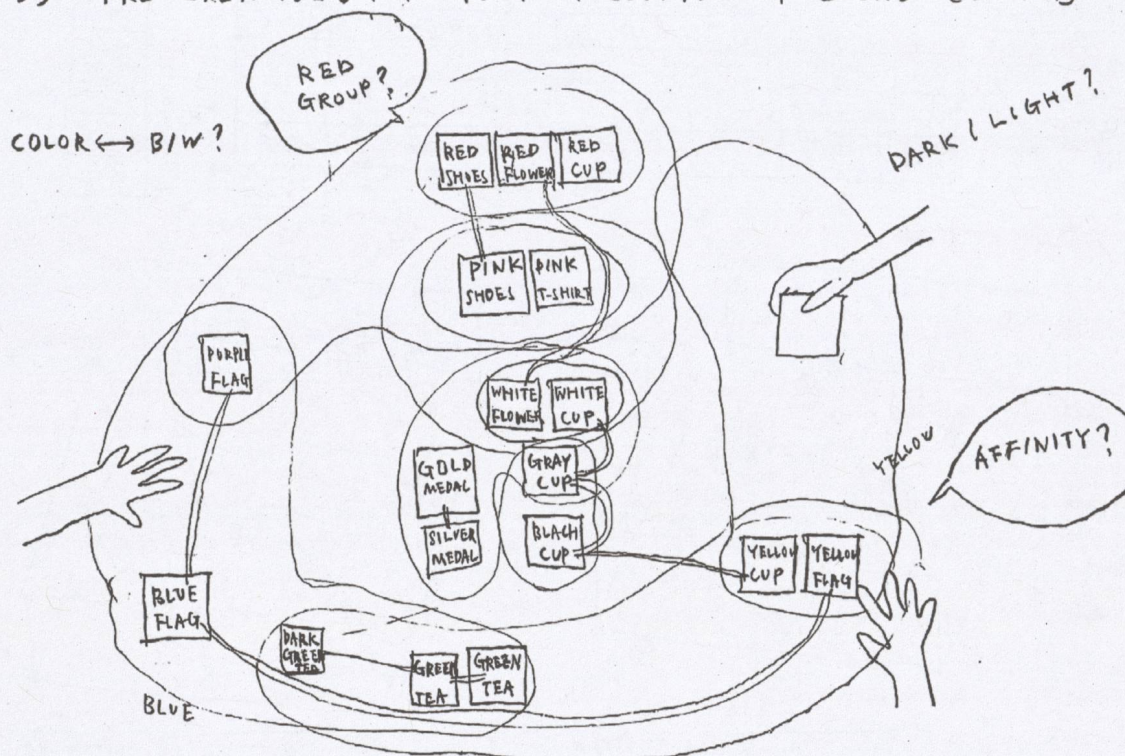 RED
GROUP?
COLOR ↔ B/W?
DARK / LIGHT?
RED
SHOES
RED
FLOWER
RED
CUP
PINK
SHOES
PINK
T-SHIRT
PURPLE
FLAG
WHITE
FLOWER
WHITE
CUP
GOLD
MEDAL
GRAY
CUP
SILVER
MEDAL
BLACH
CUP
YELLOW
AFFINITY?
YELLOW
CUP
YELLOW
FLAG
BLUE
FLAG
DARK
GREEN
TEA
GREEN
TEA
GREEN
TEA
BLUE